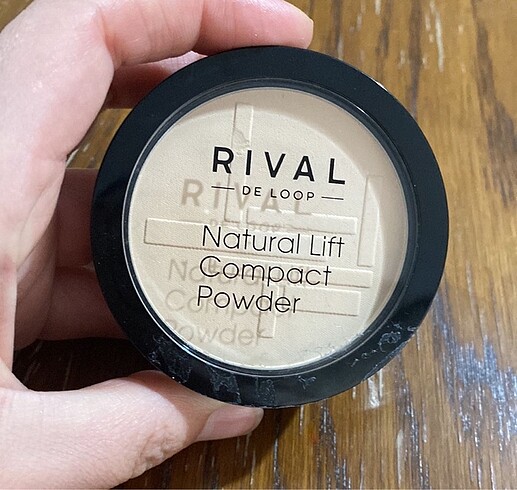 RIVAL
DE LOOP
Natural Lift
Compact
Powder